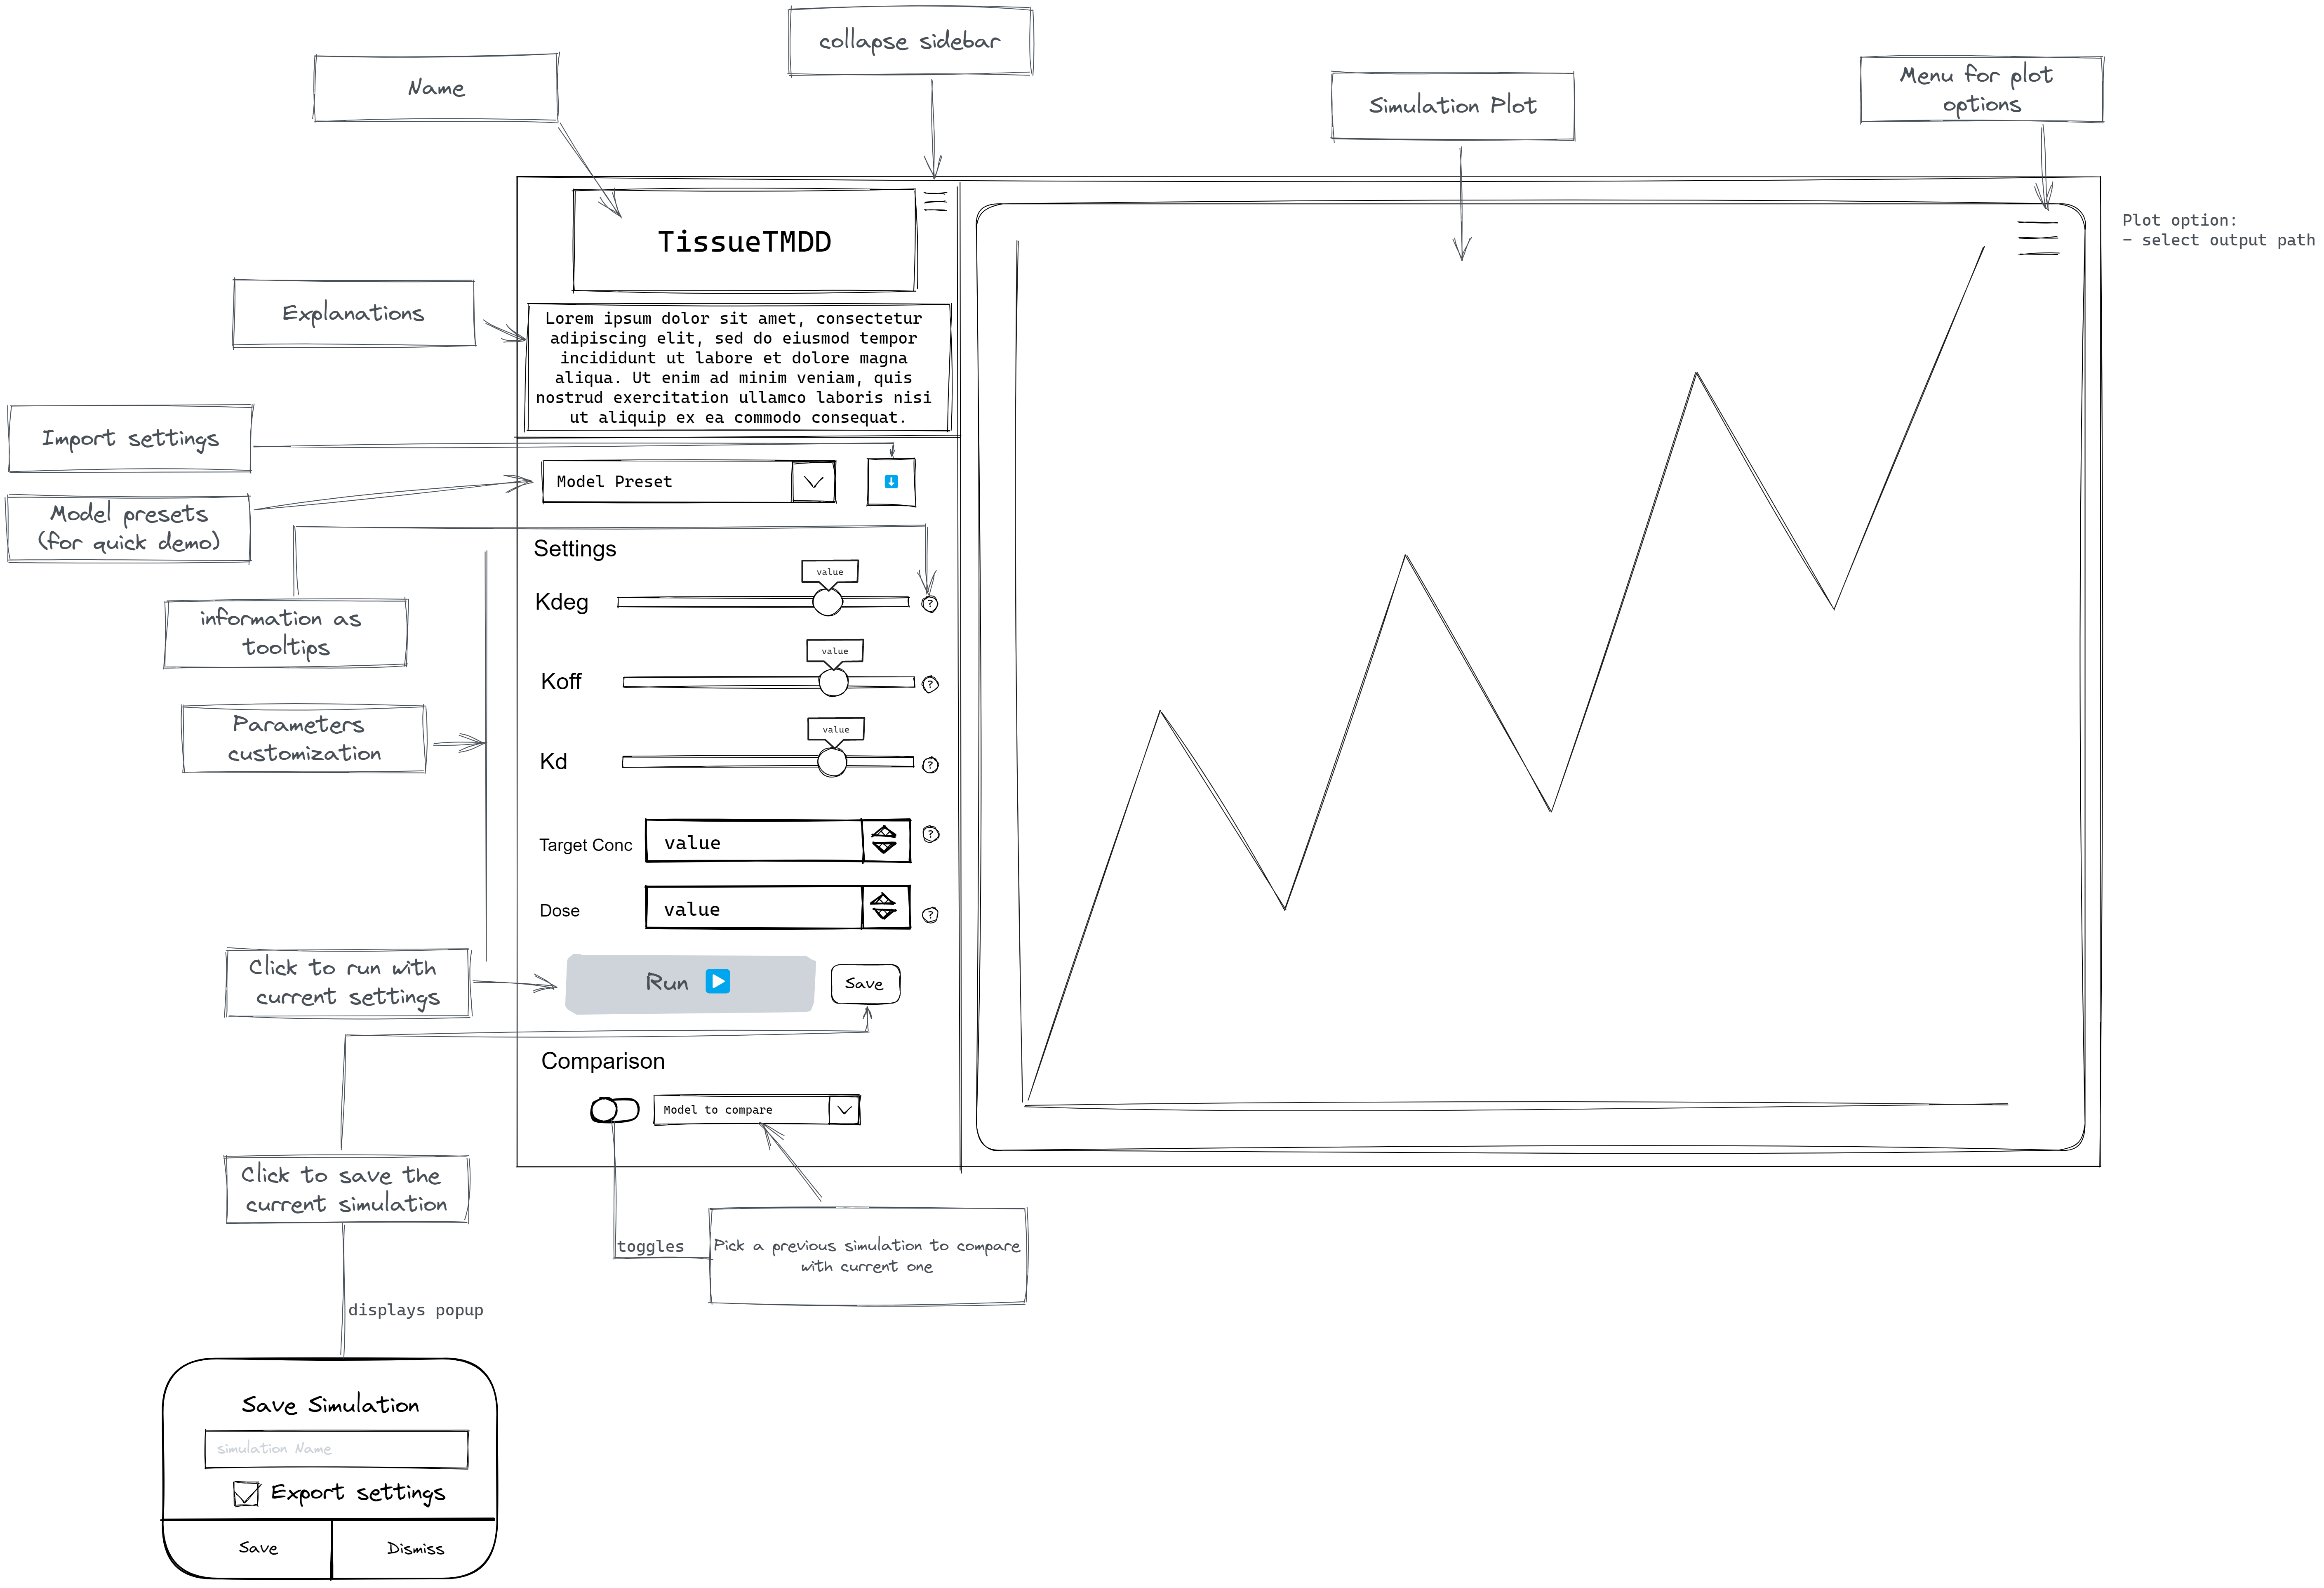 collapse sidebar
Name
Simulation Plot
Menu for plot
options
Plot option:
- select output path
TissueTMDD
Explanations
Lorem ipsum dolor sit amet, consectetur
adipiscing elit, sed do eiusmod tempor
incididunt ut labore et dolore magna
aliqua. Ut enim ad minim veniam, quis
nostrud exercitation ullamco laboris nisi
ut aliquip ex ea commodo consequat.
Import settings
Model presets
(for quick demo)
Model Preset
Settings
value
Kdeg
?
information as
tooltips
value
Koff
?
Parameters
customization
value
Kd
?
Target Conc
value
?
Dose
value
?
Click to run with
current settings
Run
Save
Comparison
Model to compare
Click to save the
current simulation
toggles
Pick a previous simulation to compare
with current one
displays popup
Save Simulation
simulation Name
Export settings
Save
Dismiss